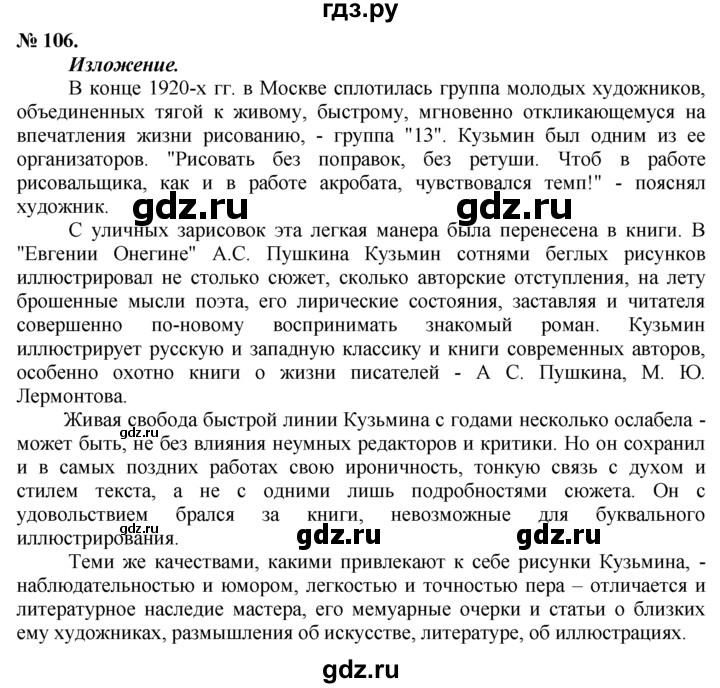 гдз.ру
№ 106.
Изложение.
В конце 1920-х гг. в Москве сплотилась группа молодых художников,
объединенных тягой к живому, быстрому, мгновенно откликающемуся на
впечатления жизни рисованию, - группа "13". Кузьмин был одним из ее
организаторов. "Рисовать без поправок, без ретуши. Чтоб в работе
рисовальщика, как и в работе акробата, чувствовался темп!" - пояснял
художник.
gdz.ru gdz.ru
С уличных зарисовок эта легкая манера была перенесена в книги. В
"Евгении Онегине" А.С. Пушкина Кузьмин сотнями беглых рисунков
иллюстрировал не столько сюжет, сколько авторские отступления, на лету
брошенные мысли поэта, его лирические состояния, заставляя и читателя
совершенно по-новому воспринимать знакомый роман. Кузьмин
иллюстрирует русскую и западную классику и книги современных авторов,
особенно охотно книги о жизни писателей - А С. Пушкина, М. Ю.
Лермонтова.
Живая свобода быстрой линии Кузьмина с годами несколько ослабела -
gdz.ru gdz.ru
может быть, не без влияния неумных редакторов и критики. Но он сохранил
и в самых поздних работах свою ироничность, тонкую связь с духом и
стилем текста, а не с одними лишь подробностями сюжета. Он с
удовольствием брался за книги, невозможные для буквального
gdz.ru gdz.ru
иллюстрирования.
Теми же качествами, какими привлекают к себе рисунки Кузьмина, -
наблюдательностью и юмором, легкостью и точностью пера – отличается и
литературное наследие мастера, его мемуарные очерки и статьи о близких
ему художниках, размышления об искусстве, литературе, об иллюстрациях.
gdz.ru